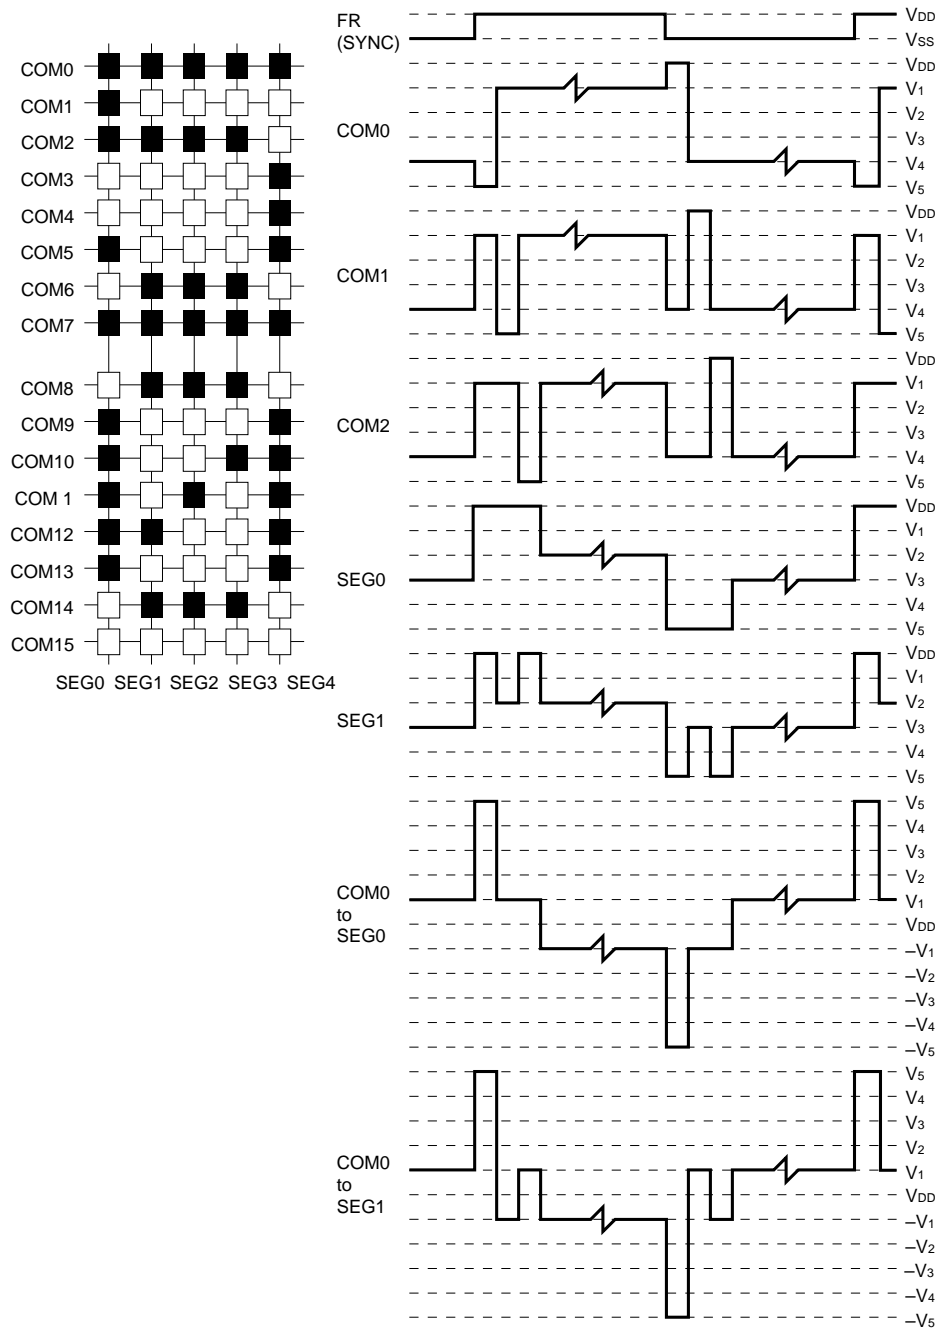 COM0
COM1
COM2
COM3
COM4
COM5
COM6
COM7
COM8
COM9
COM10
COM 1
COM12
COM13
COM14
COM15
SEG0 SEG1 SEG2 SEG3 SEG4
FR
(SYNC)
VDD
VSS
COM0
VDD
V1
V2
V3
V4
V5
COM1
VDD
V1
V2
V3
V4
V5
COM2
VDD
V1
V2
V3
V4
V5
SEG0
VDD
V1
V2
V3
V4
V5
SEG1
VDD
V1
V2
V3
V4
V5
COM0
to
SEG0
V5
V4
V3
V2
V1
VDD
–V1
–V2
–V3
–V4
–V5
COM0
to
SEG1
V5
V4
V3
V2
V1
VDD
–V1
–V2
–V3
–V4
–V5